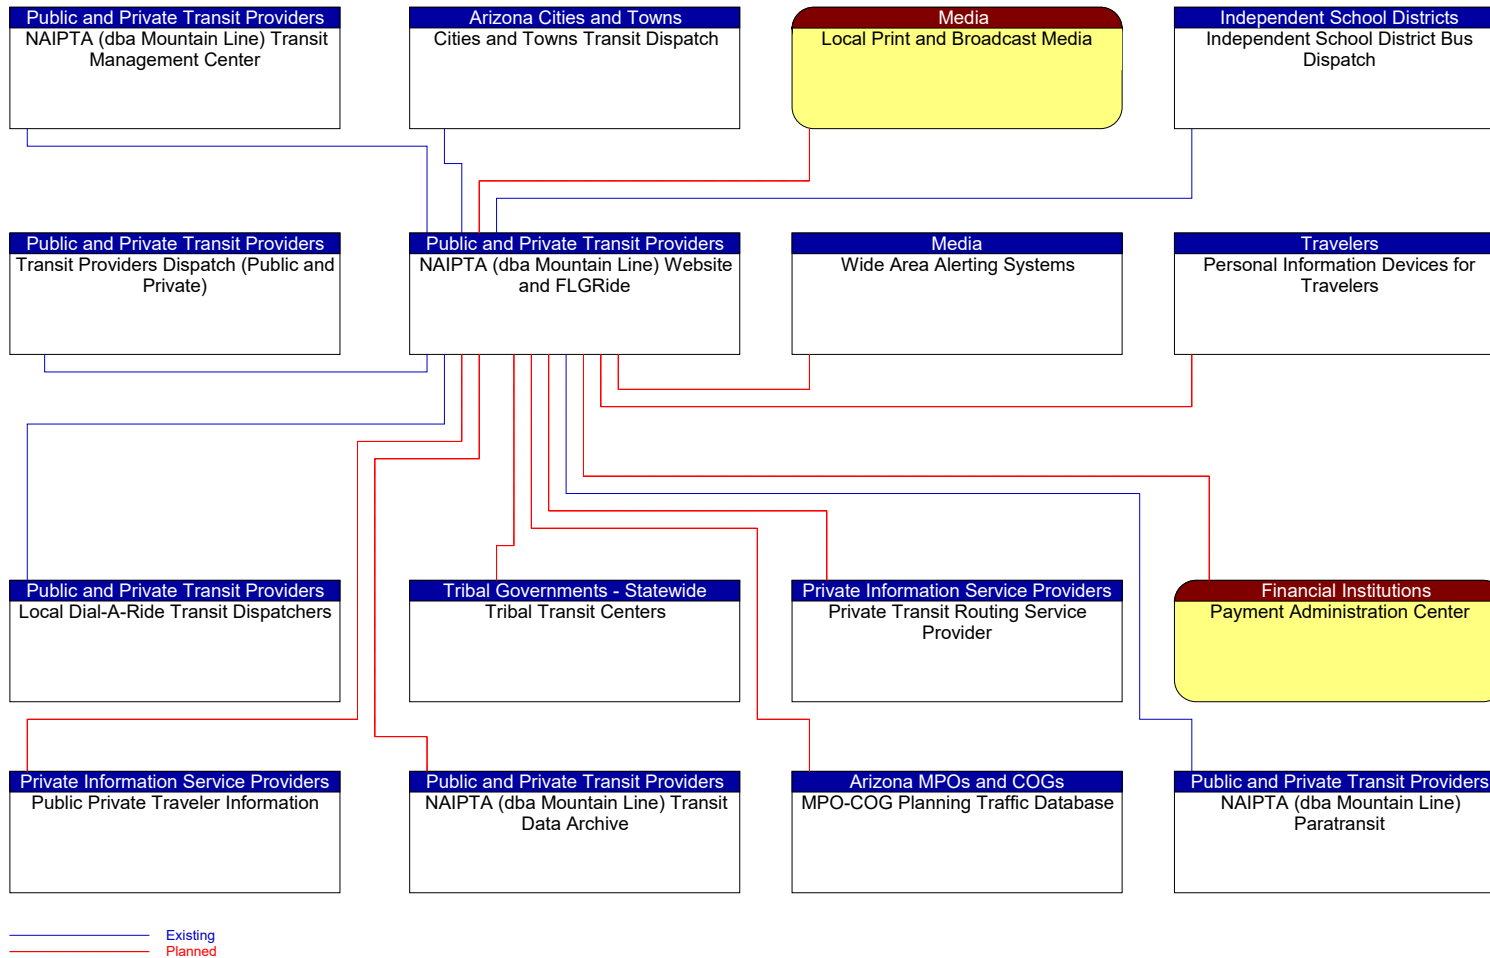 Public and Private Transit Providers
NAIPTA (dba Mountain Line) Transit
Management Center
Arizona Cities and Towns
Cities and Towns Transit Dispatch
Media
Local Print and Broadcast Media
Independent School Districts
Independent School District Bus
Dispatch
Public and Private Transit Providers
Transit Providers Dispatch (Public and
Private)
Public and Private Transit Providers
NAIPTA (dba Mountain Line) Website
and FLGRide
Media
Wide Area Alerting Systems
Travelers
Personal Information Devices for
Travelers
Public and Private Transit Providers
Local Dial-A-Ride Transit Dispatchers
Tribal Governments - Statewide
Tribal Transit Centers
Private Information Service Providers
Private Transit Routing Service
Provider
Financial Institutions
Payment Administration Center
Private Information Service Providers
Public Private Traveler Information
Public and Private Transit Providers
NAIPTA (dba Mountain Line) Transit
Data Archive
Arizona MPOs and COGs
MPO-COG Planning Traffic Database
Public and Private Transit Providers
NAIPTA (dba Mountain Line)
Paratransit
Existing
Planned